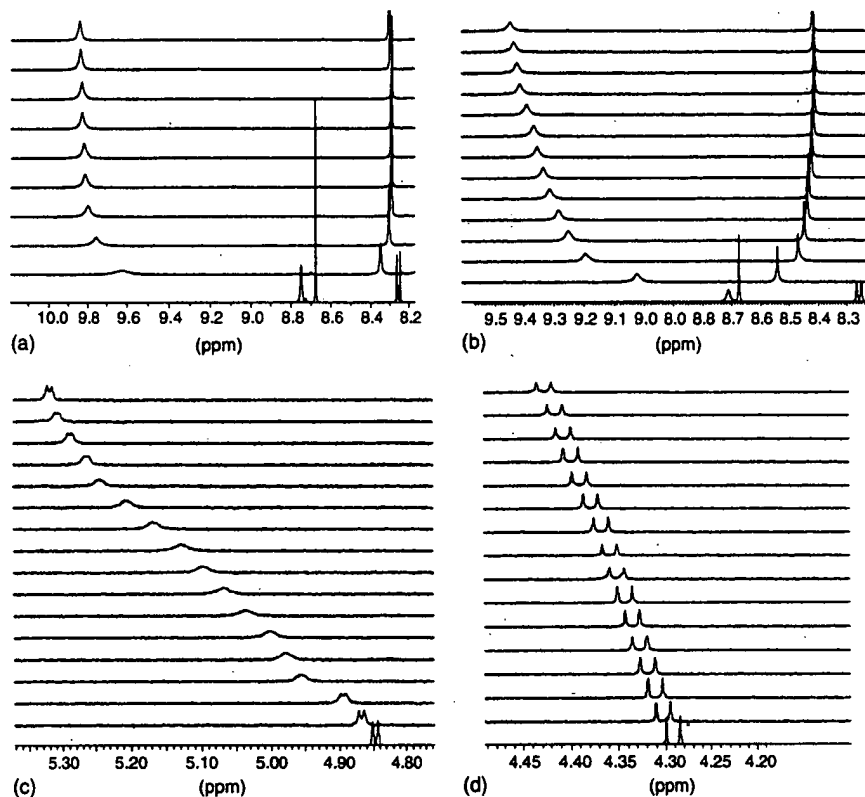 10.0 9.8 9.6 9.4 9.2 9.0 8.8 8.6 8.4 8.2
(a) (ppm)
9.5 9.4 9.3 9.2 9.1 9.0 8.9 8.8 8.7 8.6 8.5 8.4 8.3
(b) (ppm)
5.30 5.20 5.10 5.00 4.90 4.80
(c) (ppm)
4.45 4.40 4.35 4.30 4.25 4.20
(d) (ppm)